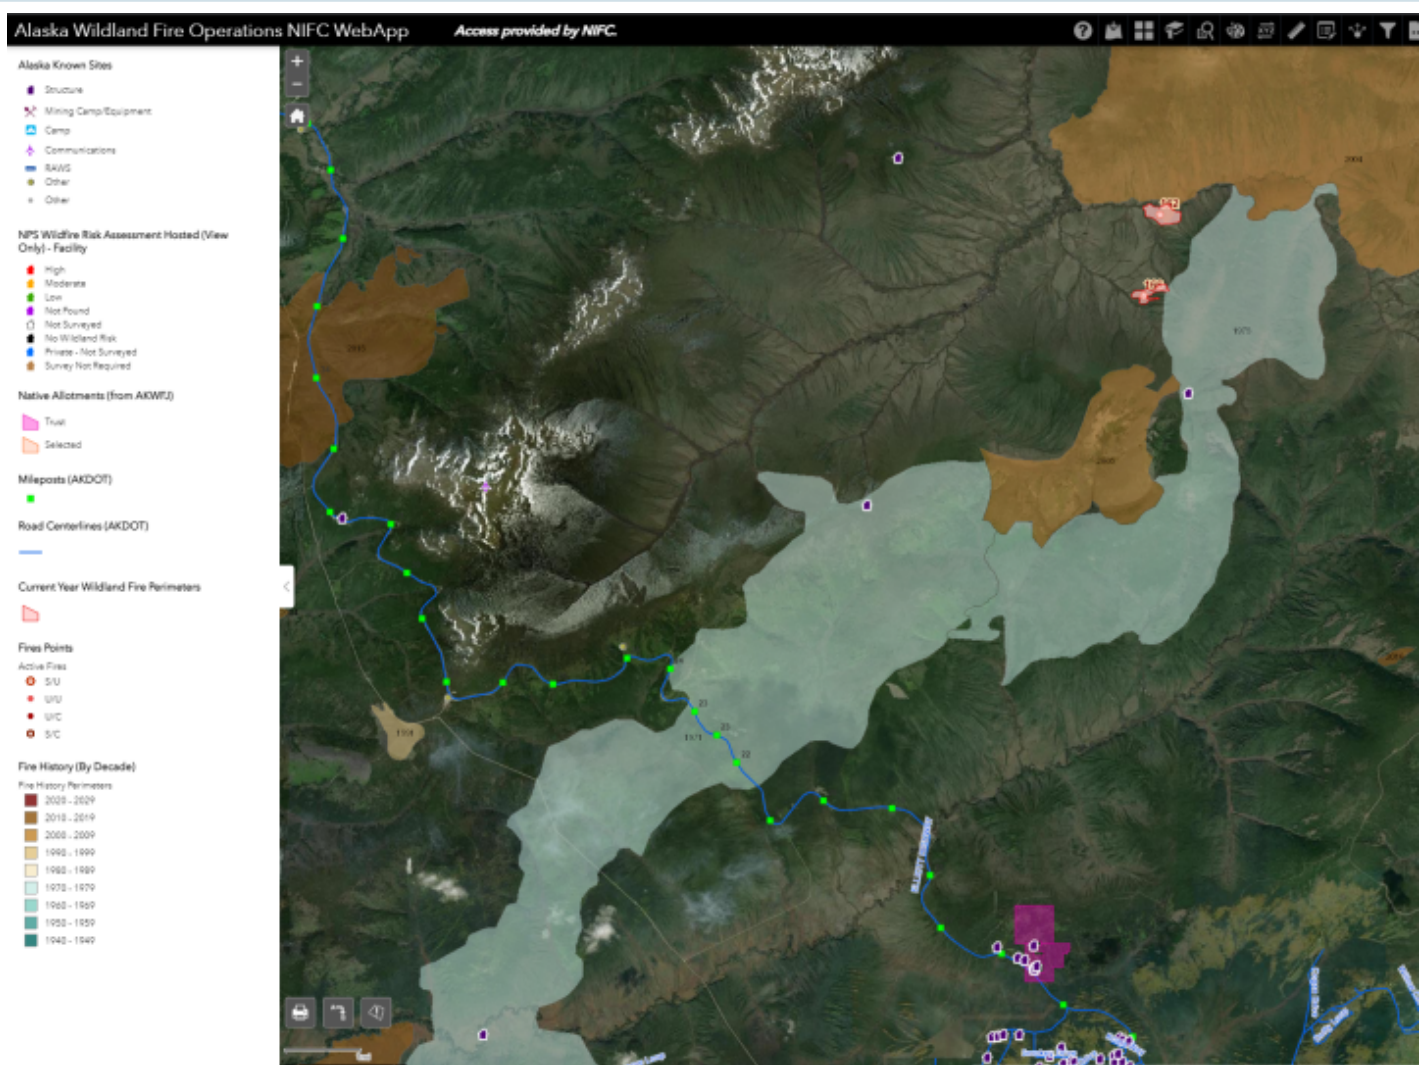 Alaska Wildland Fire Operations NIFC WebApp
Access provided by NIFC.
Alaska Known Sites
Structure
Mining Camp/Equipment
Camp
Communications
RAWS
Other
Other
NPS Wildfire Risk Assessment Hosted (View
Only) - Facility
High
Moderate
Low
Not Found
Not Surveyed
No Wildland Risk
Private - Not Surveyed
Survey Not Required
Native Allotments (from AKWFJ)
Trust
Selected
Mileposts (AKDOT)
Road Centerlines (AKDOT)
Current Year Wildland Fire Perimeters
Fires Points
Active Fires
S/U
U/U
U/C
S/C
Fire History (By Decade)
Fire History Perimeters
2020 - 2029
2010 - 2019
2000 - 2009
1990 - 1999
1980 - 1989
1970 - 1979
1960 - 1969
1950 - 1959
1940 - 1949
2004
1971
22